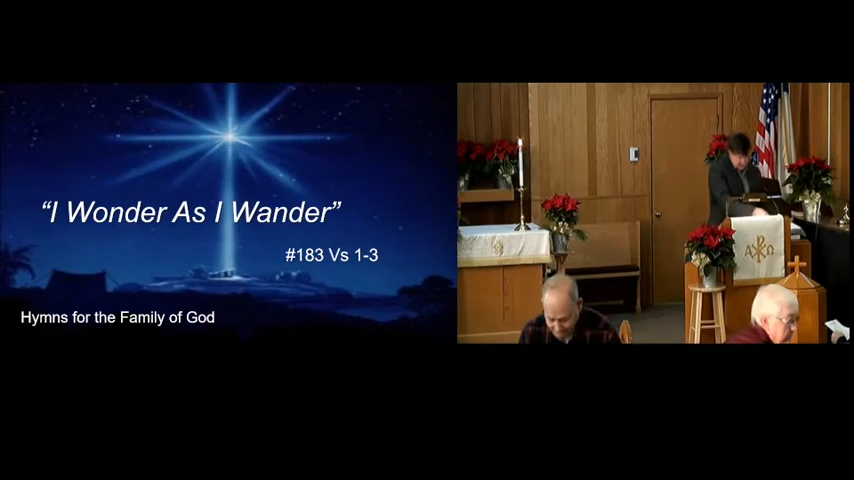 “I Wonder As I Wander”
#183 Vs 1-3
Hymns for the Family of God
Α Ω